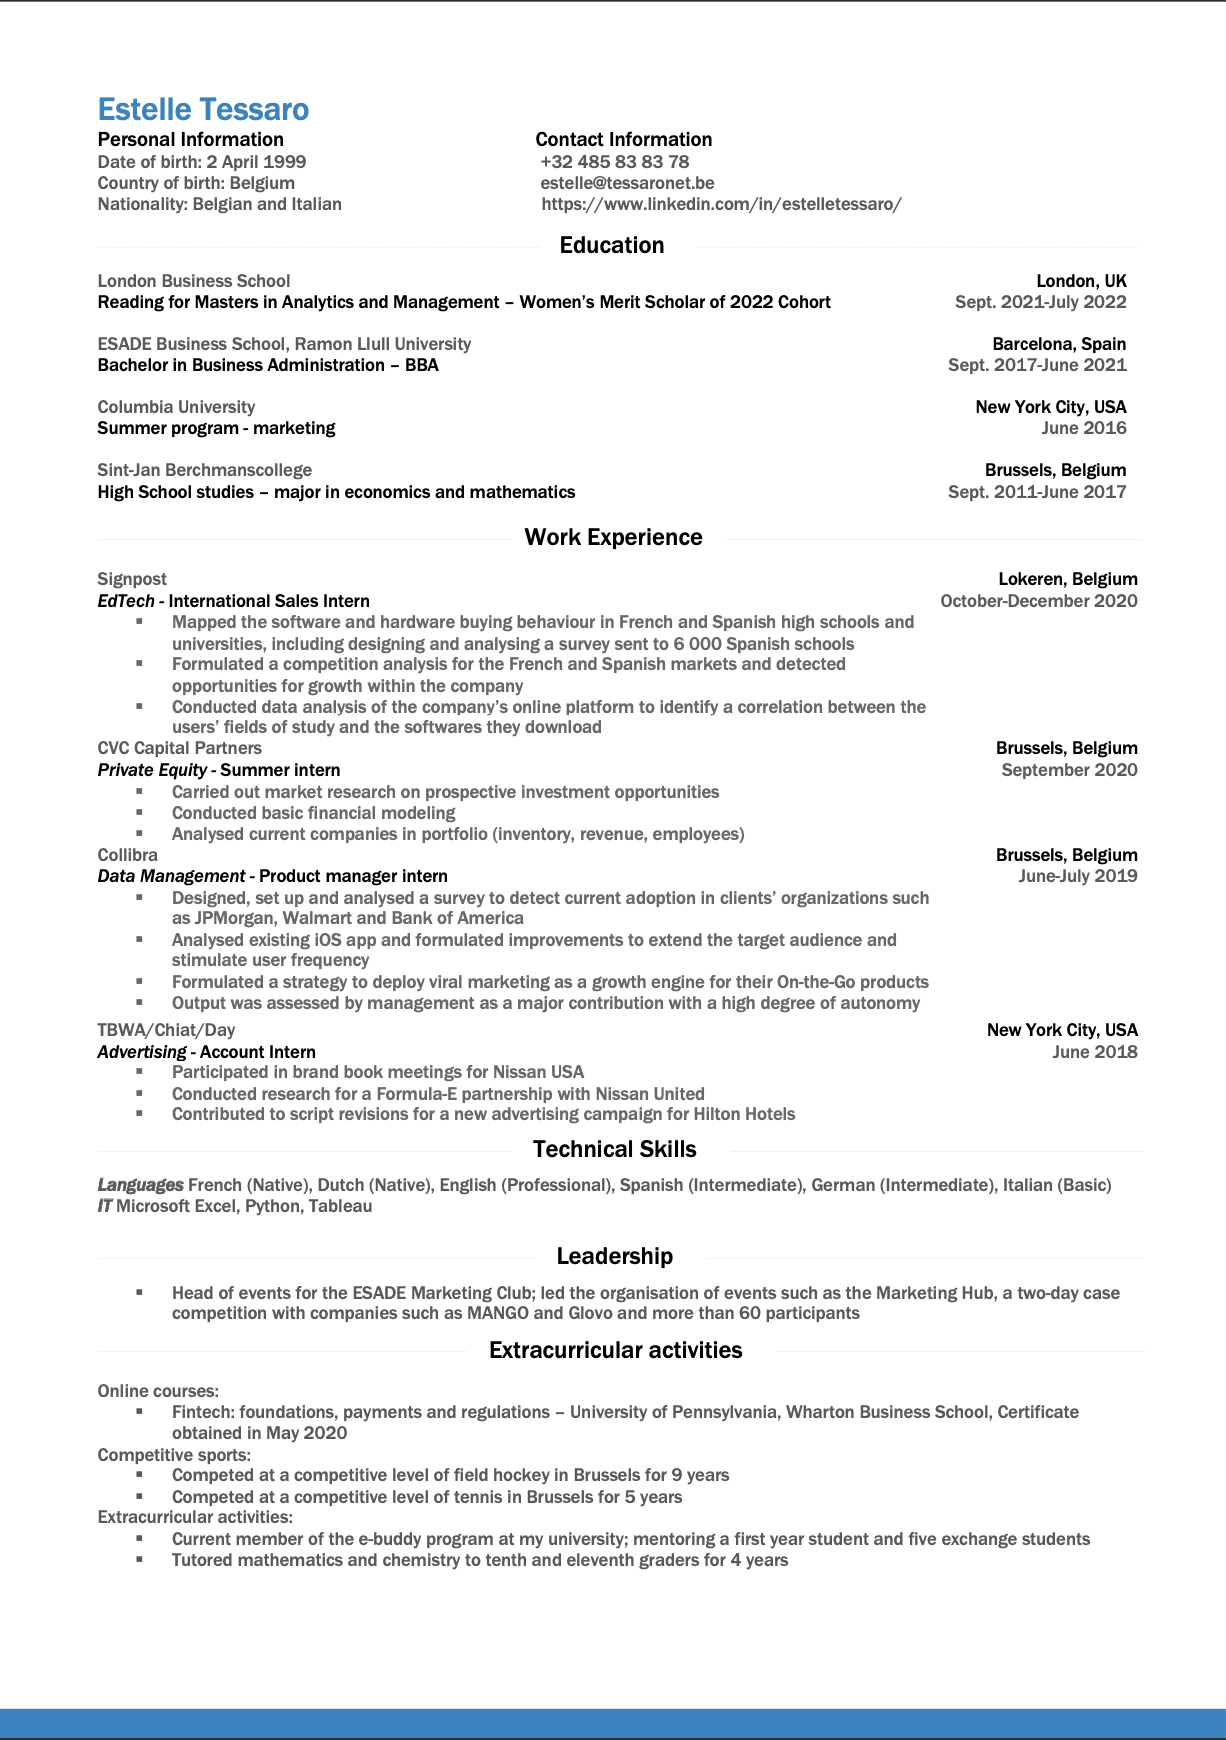 Estelle Tessaro
Personal Information Contact Information
Date of birth: 2 April 1999 +32 485 83 83 78
Country of birth: Belgium estelle@tessaronet.be
Nationality: Belgian and Italian https://www.linkedin.com/in/estelletessaro/
Education
London Business School London, UK
Reading for Masters in Analytics and Management – Women's Merit Scholar of 2022 Cohort Sept. 2021-July 2022
ESADE Business School, Ramon Llull University Barcelona, Spain
Bachelor in Business Administration – BBA Sept. 2017-June 2021
Columbia University New York City, USA
Summer program - marketing June 2016
Sint-Jan Berchmanscollege Brussels, Belgium
High School studies – major in economics and mathematics Sept. 2011-June 2017
Work Experience
Signpost Lokeren, Belgium
EdTech - International Sales Intern October-December 2020
▪ Mapped the software and hardware buying behaviour in French and Spanish high schools and
universities, including designing and analysing a survey sent to 6 000 Spanish schools
▪ Formulated a competition analysis for the French and Spanish markets and detected
opportunities for growth within the company
▪ Conducted data analysis of the company's online platform to identify a correlation between the
users' fields of study and the softwares they download
CVC Capital Partners Brussels, Belgium
Private Equity - Summer intern September 2020
▪ Carried out market research on prospective investment opportunities
▪ Conducted basic financial modeling
▪ Analysed current companies in portfolio (inventory, revenue, employees)
Collibra Brussels, Belgium
Data Management - Product manager intern June-July 2019
▪ Designed, set up and analysed a survey to detect current adoption in clients' organizations such
as JPMorgan, Walmart and Bank of America
▪ Analysed existing iOS app and formulated improvements to extend the target audience and
stimulate user frequency
▪ Formulated a strategy to deploy viral marketing as a growth engine for their On-the-Go products
▪ Output was assessed by management as a major contribution with a high degree of autonomy
TBWA/Chiat/Day New York City, USA
Advertising - Account Intern June 2018
▪ Participated in brand book meetings for Nissan USA
▪ Conducted research for a Formula-E partnership with Nissan United
▪ Contributed to script revisions for a new advertising campaign for Hilton Hotels
Technical Skills
Languages French (Native), Dutch (Native), English (Professional), Spanish (Intermediate), German (Intermediate), Italian (Basic)
IT Microsoft Excel, Python, Tableau
Leadership
▪ Head of events for the ESADE Marketing Club; led the organisation of events such as the Marketing Hub, a two-day case
competition with companies such as MANGO and Glovo and more than 60 participants
Extracurricular activities
Online courses:
▪ Fintech: foundations, payments and regulations – University of Pennsylvania, Wharton Business School, Certificate
obtained in May 2020
Competitive sports:
▪ Competed at a competitive level of field hockey in Brussels for 9 years
▪ Competed at a competitive level of tennis in Brussels for 5 years
Extracurricular activities:
▪ Current member of the e-buddy program at my university; mentoring a first year student and five exchange students
▪ Tutored mathematics and chemistry to tenth and eleventh graders for 4 years